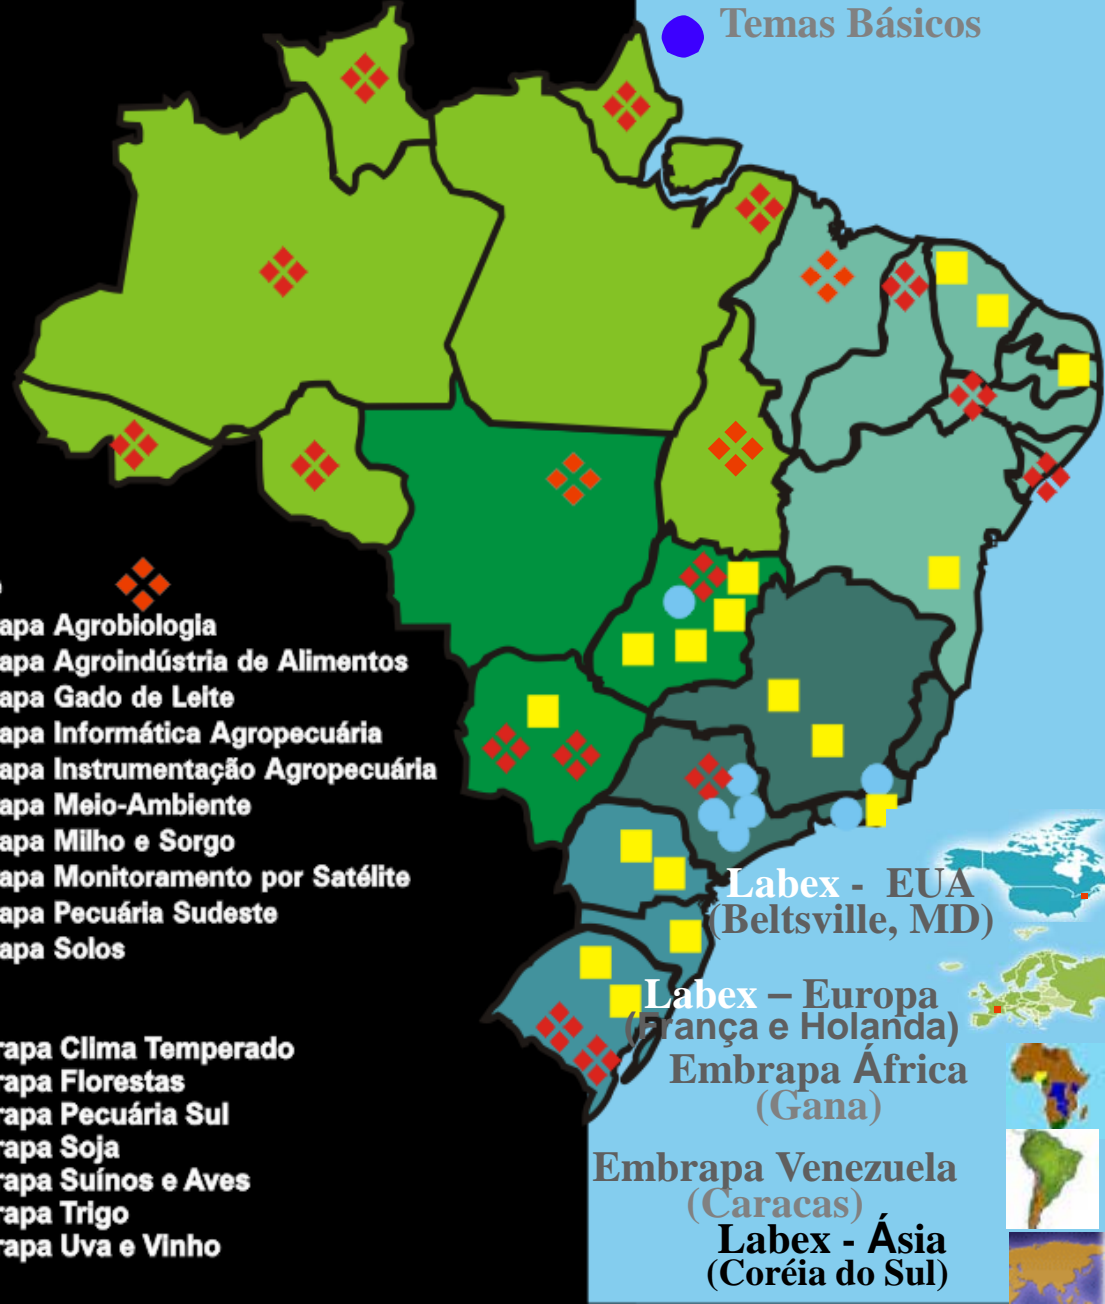 Temas Básicos
apa Agrobiologia
apa Agroindústria de Alimentos
apa Gado de Leite
apa Informática Agropecuária
apa Instrumentação Agropecuária
apa Meio-Ambiente
apa Milho e Sorgo
apa Monitoramento por Satélite
apa Pecuária Sudeste
apa Solos
rapa Clima Temperado
rapa Florestas
rapa Pecuária Sul
rapa Soja
rapa Suínos e Aves
rapa Trigo
rapa Uva e Vinho
Labex - EUA
(Beltsville, MD)
Labex – Europa
(França e Holanda)
Embrapa África
(Gana)
Embrapa Venezuela
(Caracas)
Labex - Ásia
(Coréia do Sul)